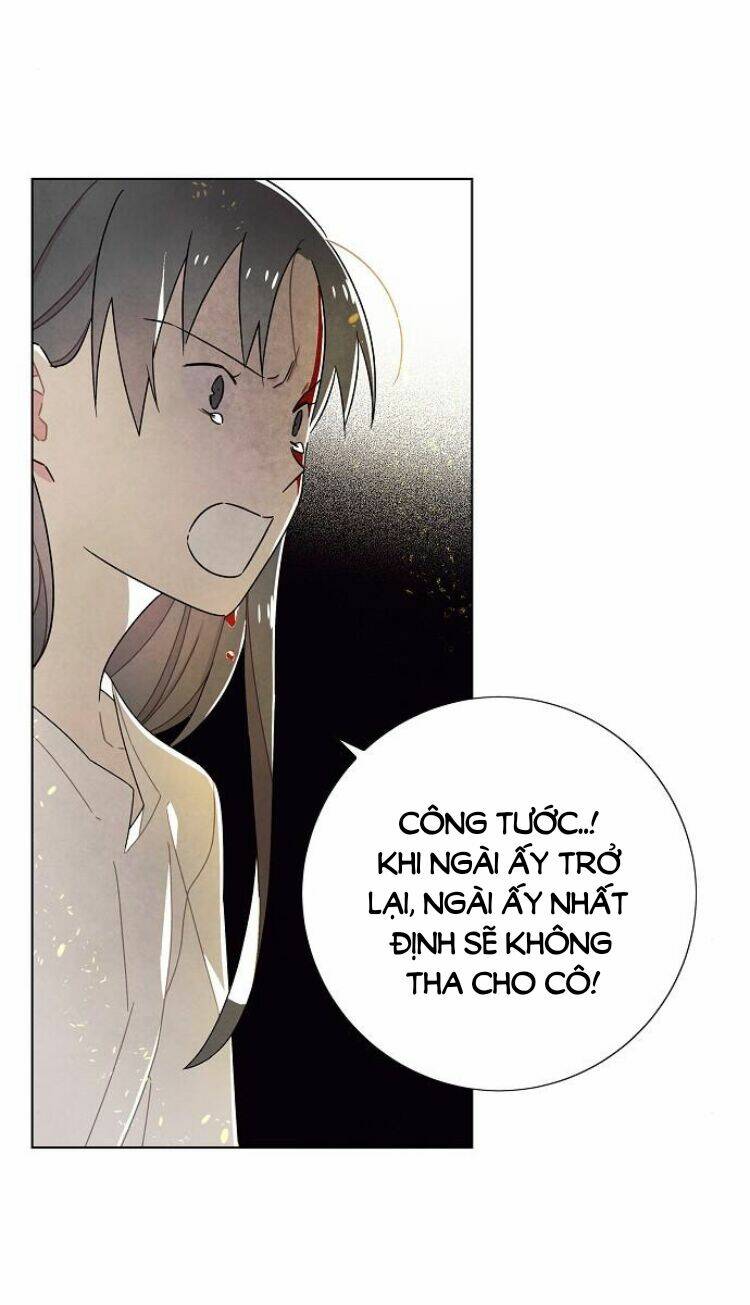 CÔNG TƯỚC..!
KHI NGÀI ẤY TRỞ
LẠI, NGÀI ẤY NHẤT
ĐỊNH SẼ KHÔNG
THA CHO CÔ!